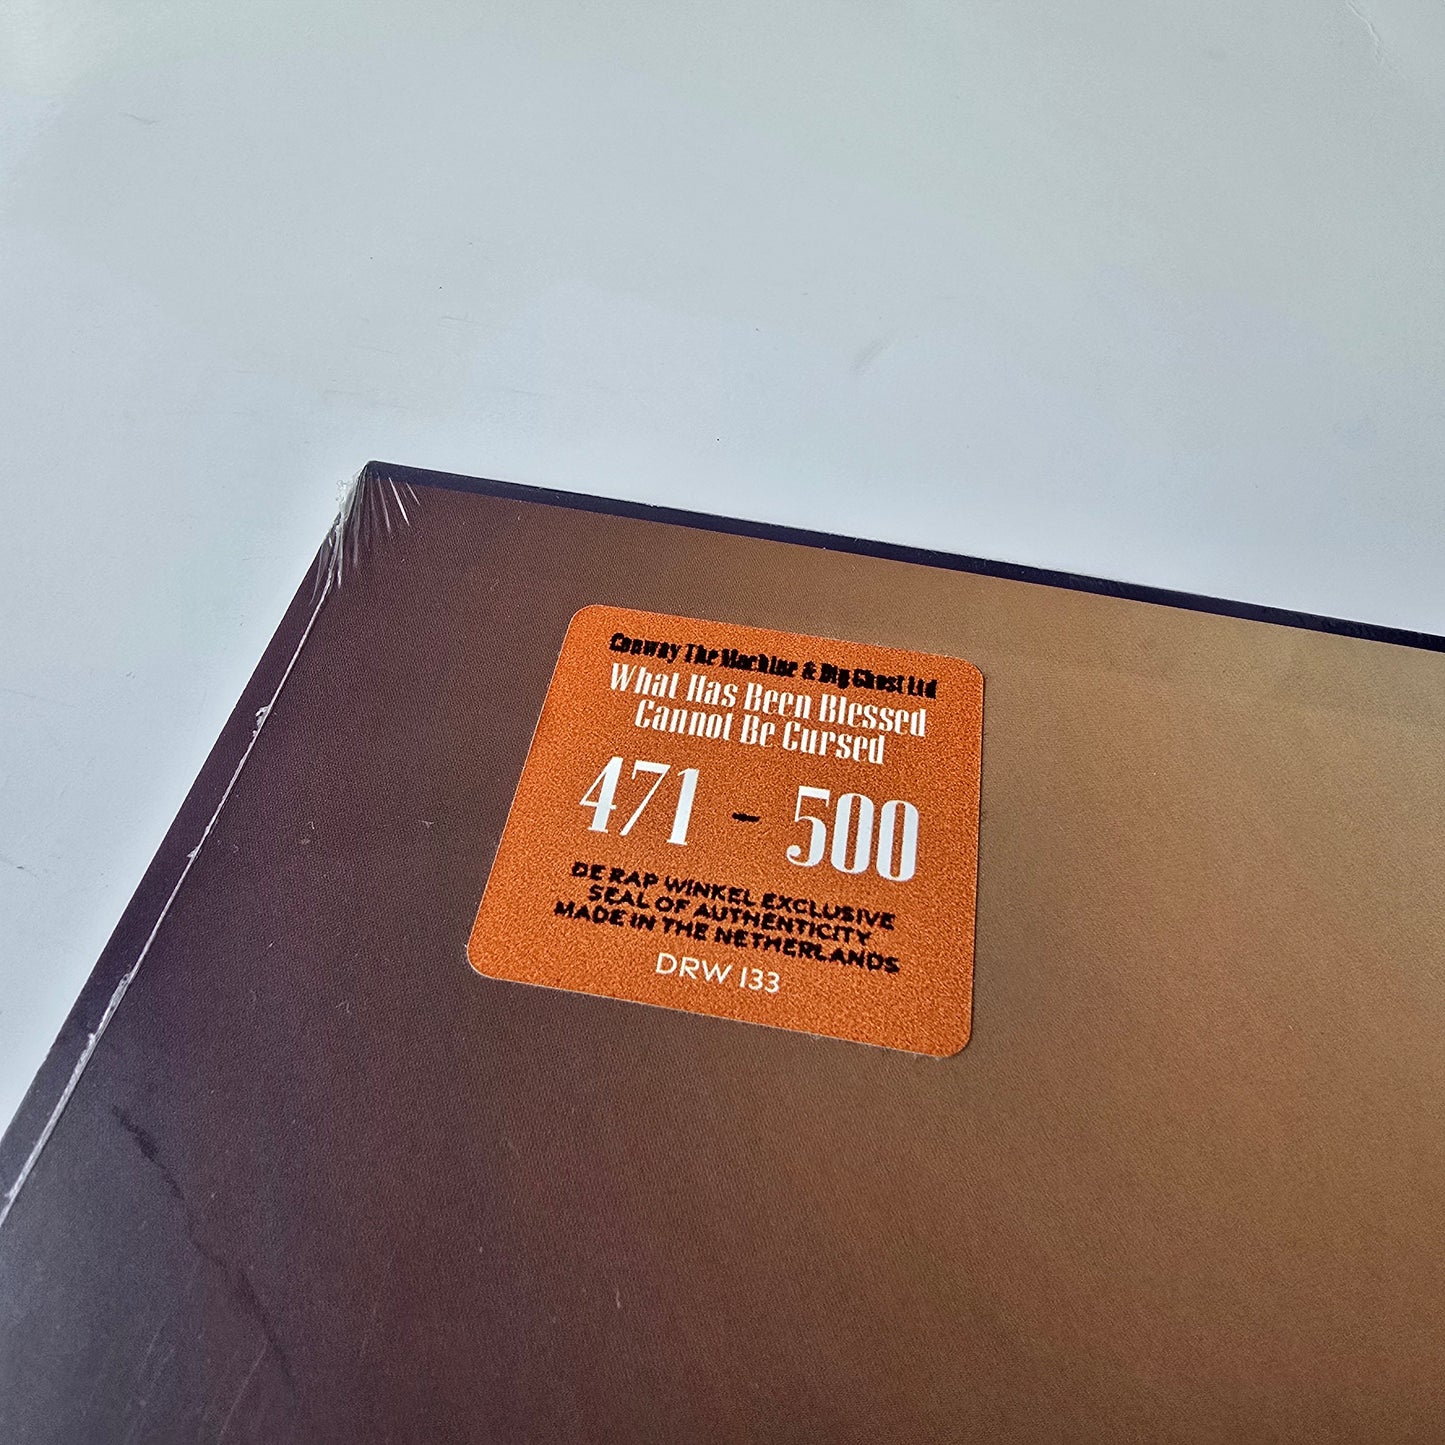 Conway The Machine & Big Ghost Ltd
What Has Been Blessed
Cannot Be Cursed
471 - 500
DE RAP WINKEL EXCLUSIVE
SEAL OF AUTHENTICITY
MADE IN THE NETHERLANDS
DRW 133